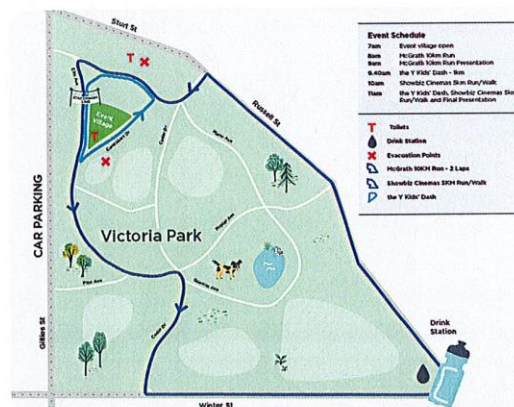 Sturt St
Event Schedule
7am Event village open
8am McGrath 10km Run
9am McGrath 10km Run Presentation
9.40am the Y Kids' Dash - 1km
10am Showbiz Cinemas 5km Run/Walk
11am the Y Kids' Dash, Showbiz Cinemas 5km
Run/Walk and Final Presentation
T Toilets
Drink Station
Evacuation Points
McGrath 10KM Run - 2 Laps
Showbiz Cinemas 5KM Run/Walk
the Y Kids' Dash
T
Russell St
Event
Village
T
CAR PARKING
Victoria Park
Gillies St
Drink
Station
Winter St